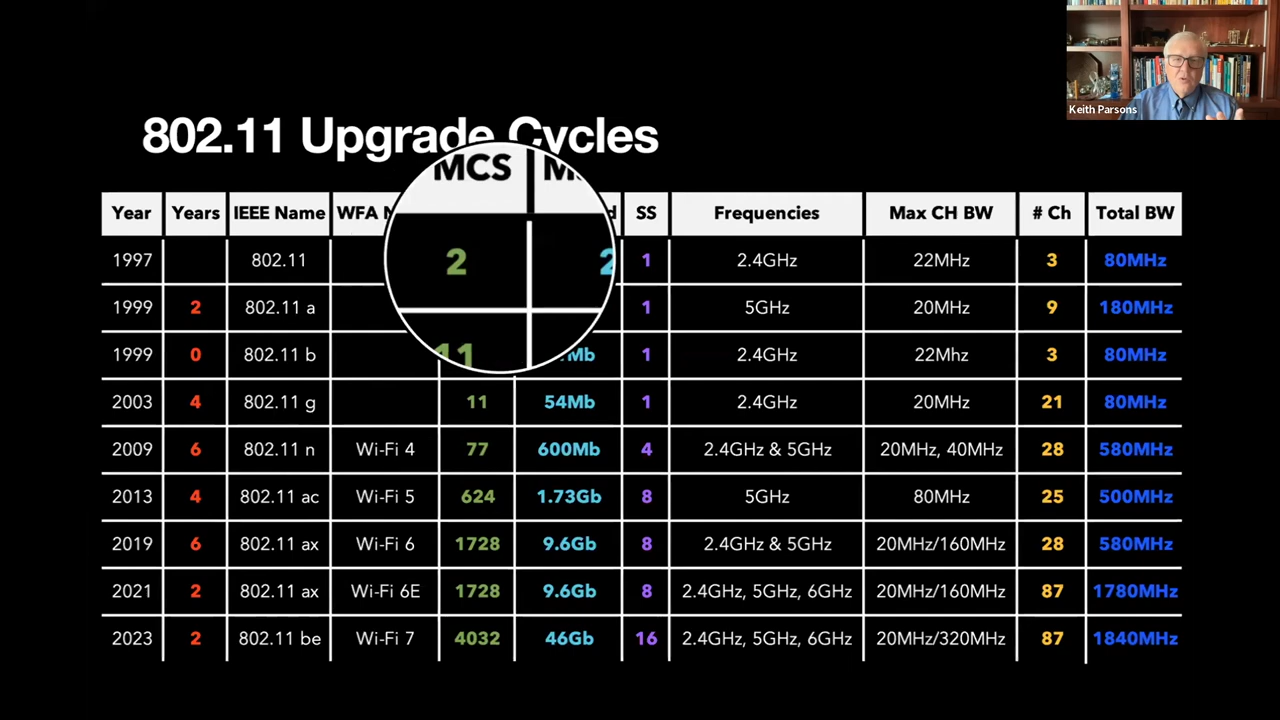 Keith Parsons
802.11 Upgrade Cycles
Year Years IEEE Name WFA MCS SS Frequencies Max CH BW # Ch Total BW
1997 802.11 2 2 1 2.4GHz 22MHz 3 80MHz
1999 2 802.11 a 1 5GHz 20MHz 9 180MHz
1999 0 802.11 b 11 Mb 1 2.4GHz 22Mhz 3 80MHz
2003 4 802.11 g 11 54Mb 1 2.4GHz 20MHz 21 80MHz
2009 6 802.11 n Wi-Fi 4 77 600Mb 4 2.4GHz & 5GHz 20MHz, 40MHz 28 580MHz
2013 4 802.11 ac Wi-Fi 5 624 1.73Gb 8 5GHz 80MHz 25 500MHz
2019 6 802.11 ax Wi-Fi 6 1728 9.6Gb 8 2.4GHz & 5GHz 20MHz/160MHz 28 580MHz
2021 2 802.11 ax Wi-Fi 6E 1728 9.6Gb 8 2.4GHz, 5GHz, 6GHz 20MHz/160MHz 87 1780MHz
2023 2 802.11 be Wi-Fi 7 4032 46Gb 16 2.4GHz, 5GHz, 6GHz 20MHz/320MHz 87 1840MHz